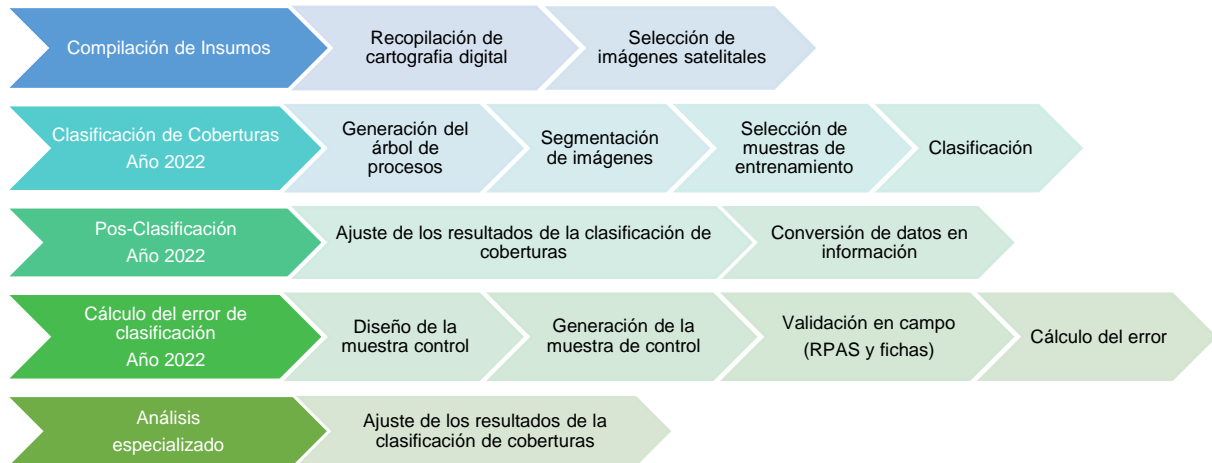 Compilación de Insumos
Recopilación de
cartografia digital
Selección de
imágenes satelitales
Clasificación de Coberturas
Año 2022
Generación del
árbol de
procesos
Segmentación
de imágenes
Selección de
muestras de
entrenamiento
Clasificación
Pos-Clasificación
Año 2022
Ajuste de los resultados de la clasificación de
coberturas
Conversión de datos en
información
Cálculo del error de
clasificación
Año 2022
Diseño de la
muestra control
Generación de la
muestra de control
Validación en campo
(RPAS y fichas)
Cálculo del error
Análisis
especializado
Ajuste de los resultados de la
clasificación de coberturas